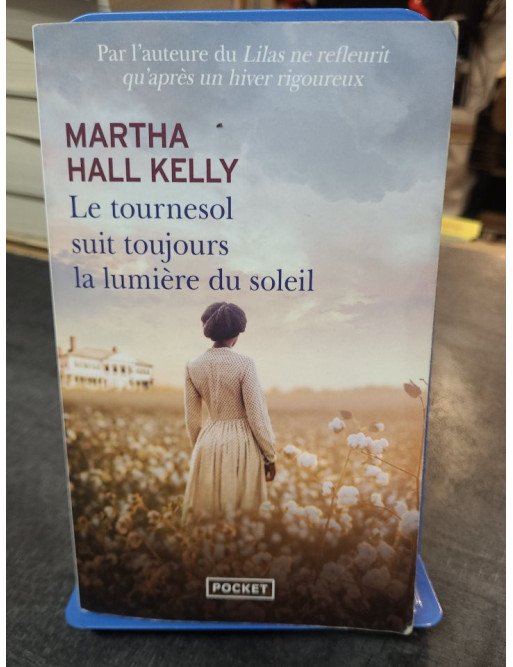 Par l'auteure du Lilas ne refleurit
qu'après un hiver rigoureux
MARTHA
HALL KELLY
Le tournesol
suit toujours
la lumière du soleil
POCKET